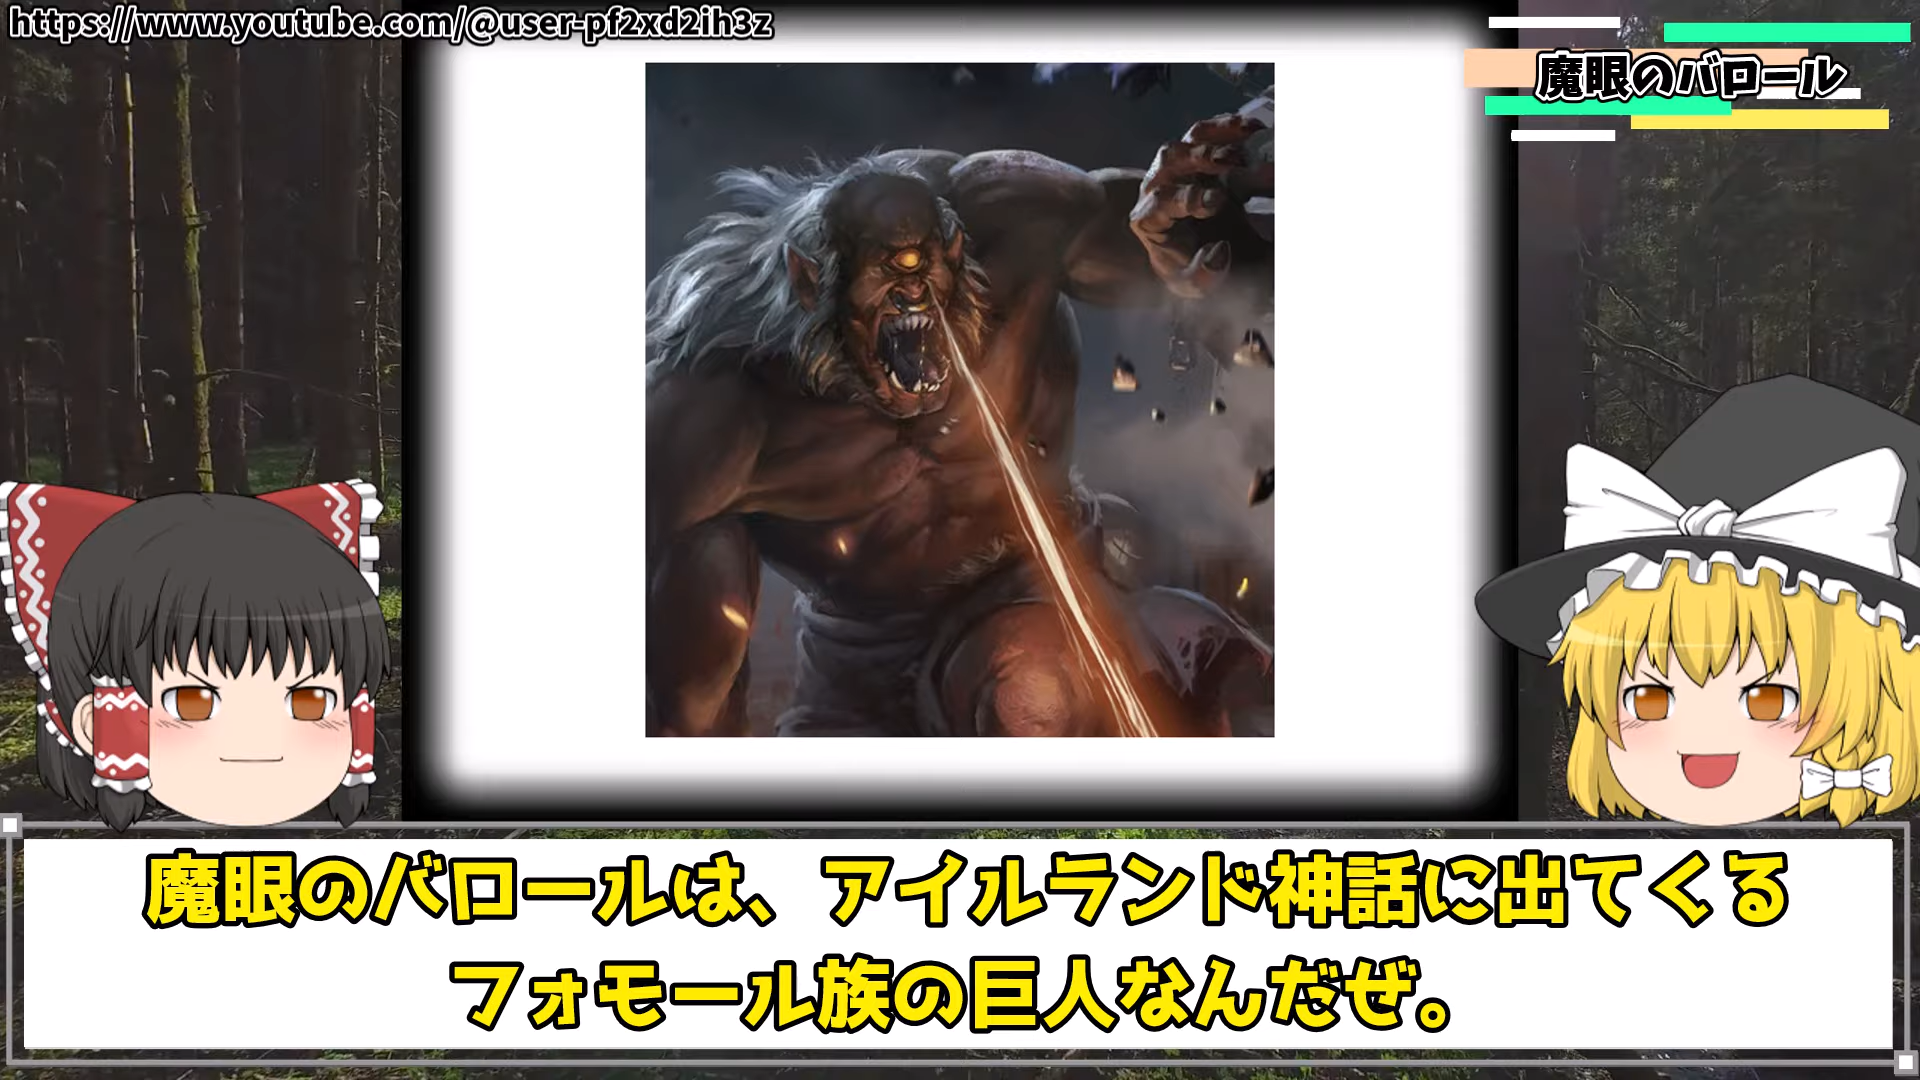 https://www.youtube.com/@user-pf2xd2ih3z
魔眼のバロール
魔眼のバロールは、アイルランド神話に出てくる
フォモール族の巨人なんだぜ。